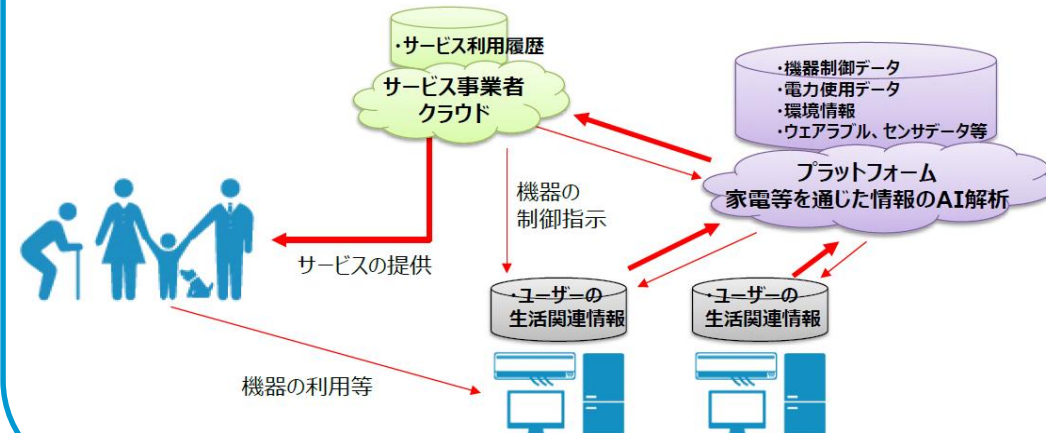 ・サービス利用履歴
サービス事業者
クラウド
・機器制御データ
・電力使用データ
・環境情報
・ウェアラブル、センサデータ等
プラットフォーム
家電等を通じた情報のAI解析
機器の
制御指示
サービスの提供
・ユーザーの
生活関連情報
・ユーザーの
生活関連情報
機器の利用等